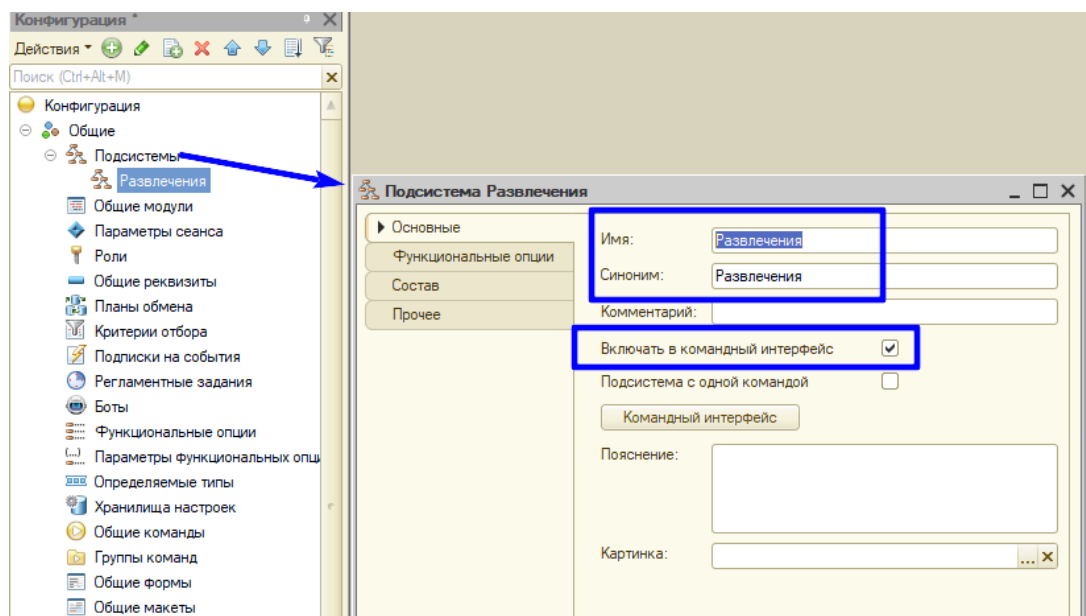 Конфигурация *
Действия
Поиск (Ctrl+Alt+M)
Конфигурация
Общие
Подсистемы
Развлечения
Общие модули
Параметры сеанса
Роли
Общие реквизиты
Планы обмена
Критерии отбора
Подписки на события
Регламентные задания
Боты
Функциональные опции
Параметры функциональных опц
Определяемые типы
Хранилища настроек
Общие команды
Группы команд
Общие формы
Общие макеты
Подсистема Развлечения
Основные
Функциональные опции
Состав
Прочее
Имя: Развлечения
Синоним: Развлечения
Комментарий:
Включать в командный интерфейс
Подсистема с одной командой
Командный интерфейс
Пояснение:
Картинка:
...